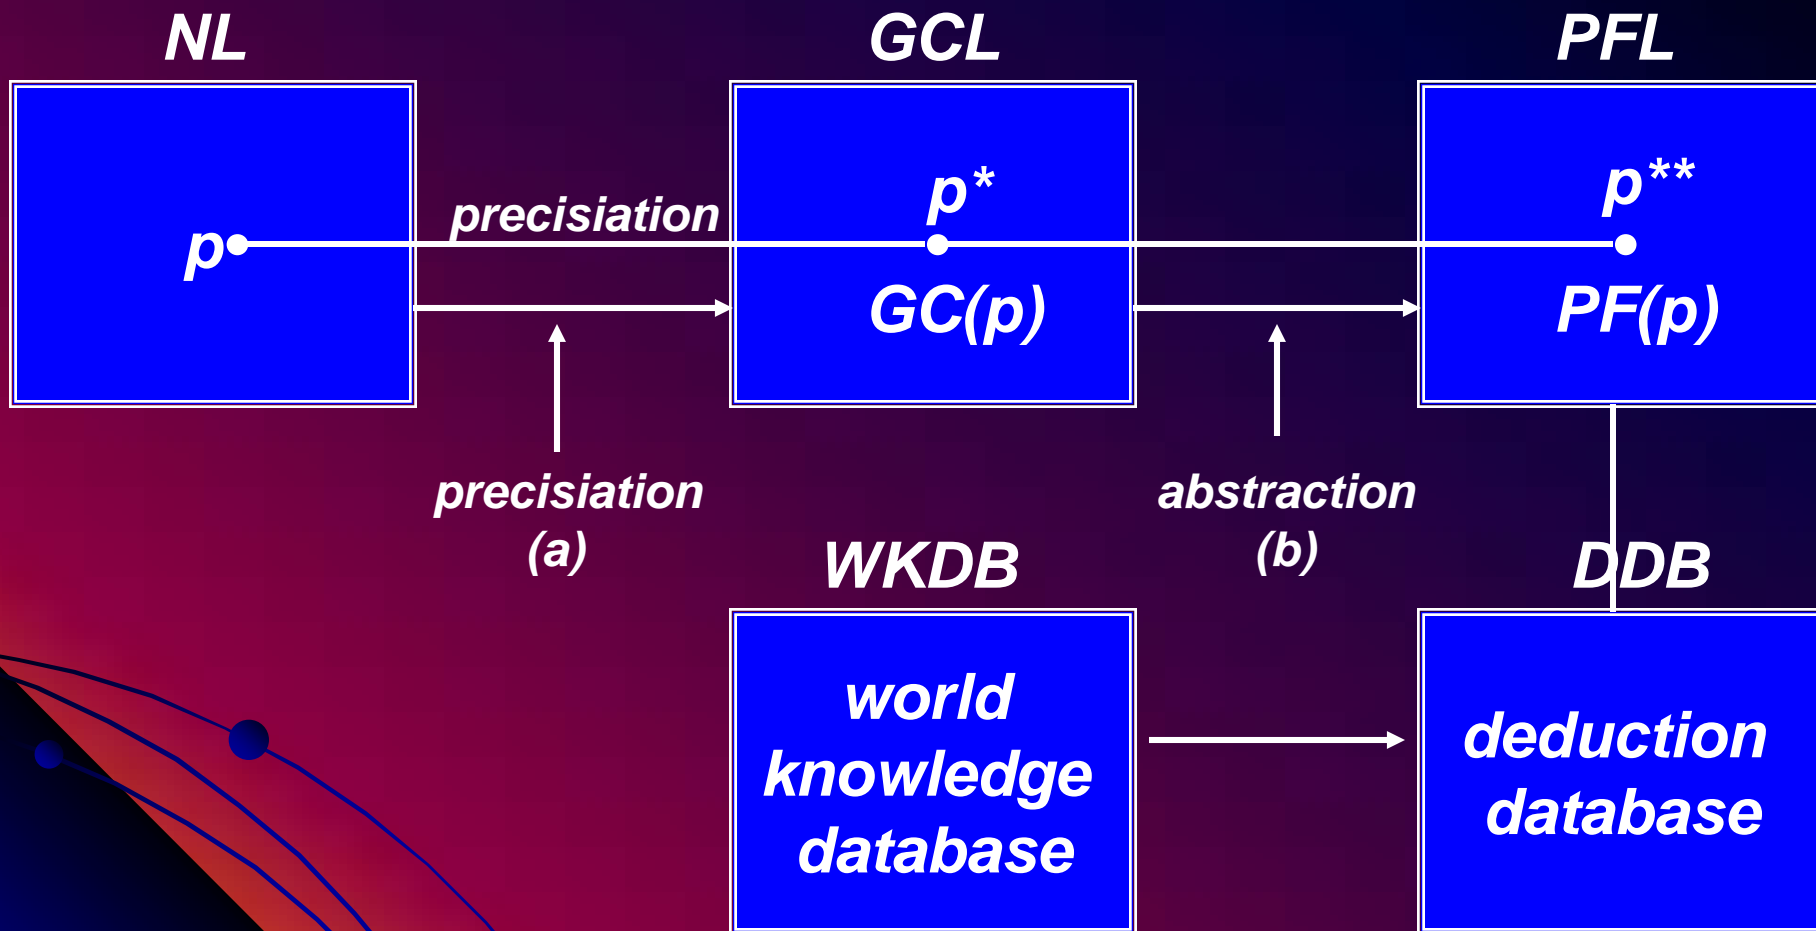 NL
GCL
PFL
p
precisiation
p*
GC(p)
p**
PF(p)
precisiation
(a)
abstraction
(b)
WKDB
DDB
world
knowledge
database
deduction
database